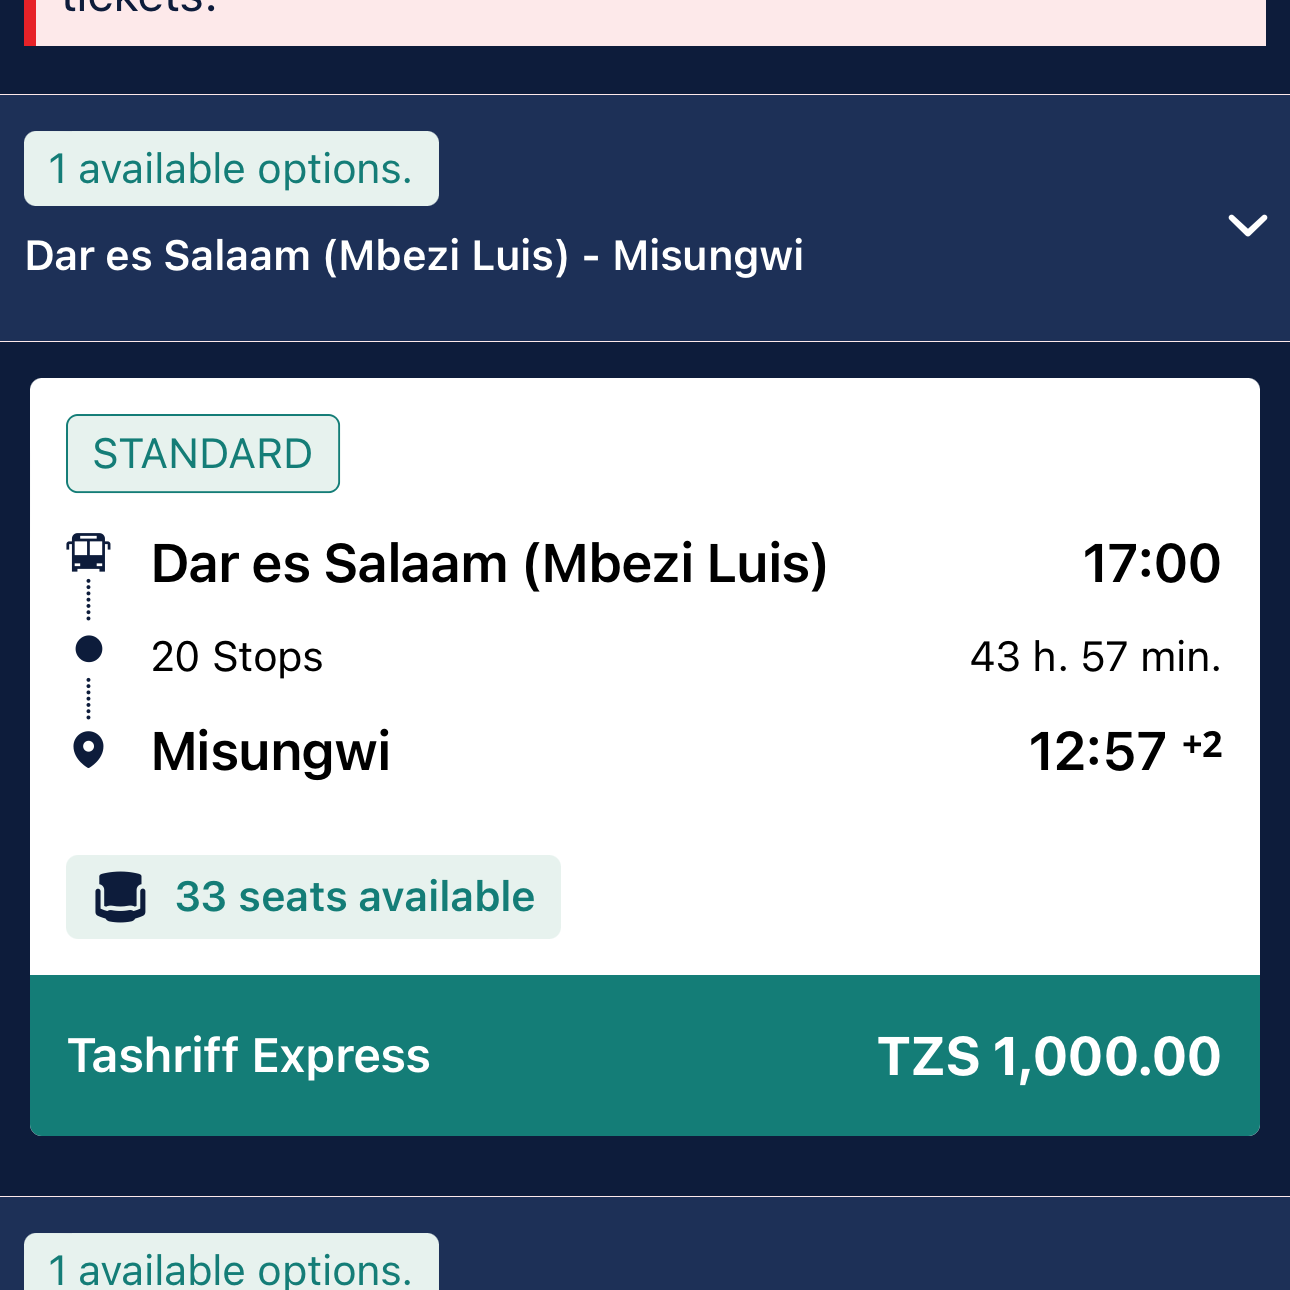 tickets.
1 available options.
Dar es Salaam (Mbezi Luis) - Misungwi
STANDARD
Dar es Salaam (Mbezi Luis) 17:00
20 Stops 43 h. 57 min.
Misungwi 12:57 +2
33 seats available
Tashriff Express TZS 1,000.00
1 available options.